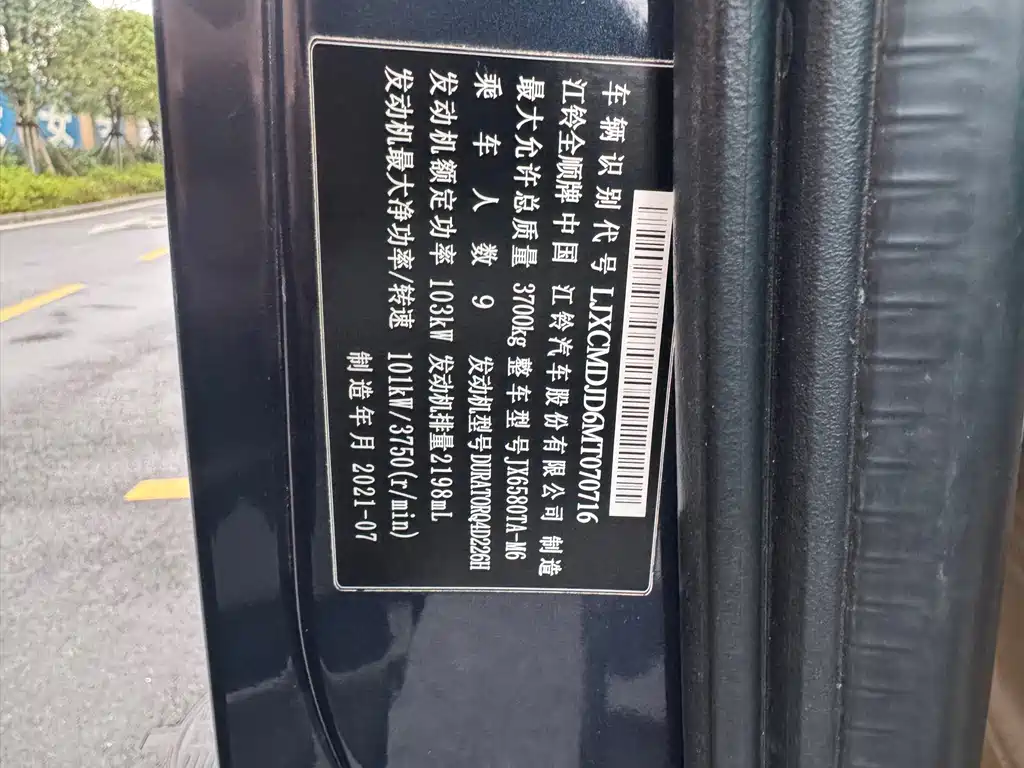 车辆识别代号 LJXCMDJD6MT070716
江铃全顺牌 中国 江铃汽车股份有限公司 制造
最大允许总质量 3700kg 整车型号 JX6580TA-M6
乘车人数 9 发动机型号 DURATORQ4D226H
发动机额定功率 103kW 发动机排量 2198mL
发动机最大净功率/转速 101kW/3750(r/min)
制造年月 2021-07